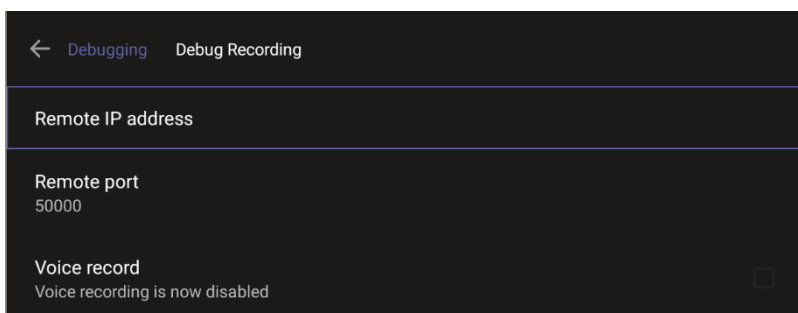 Debugging Debug Recording
Remote IP address
Remote port
50000
Voice record
Voice recording is now disabled